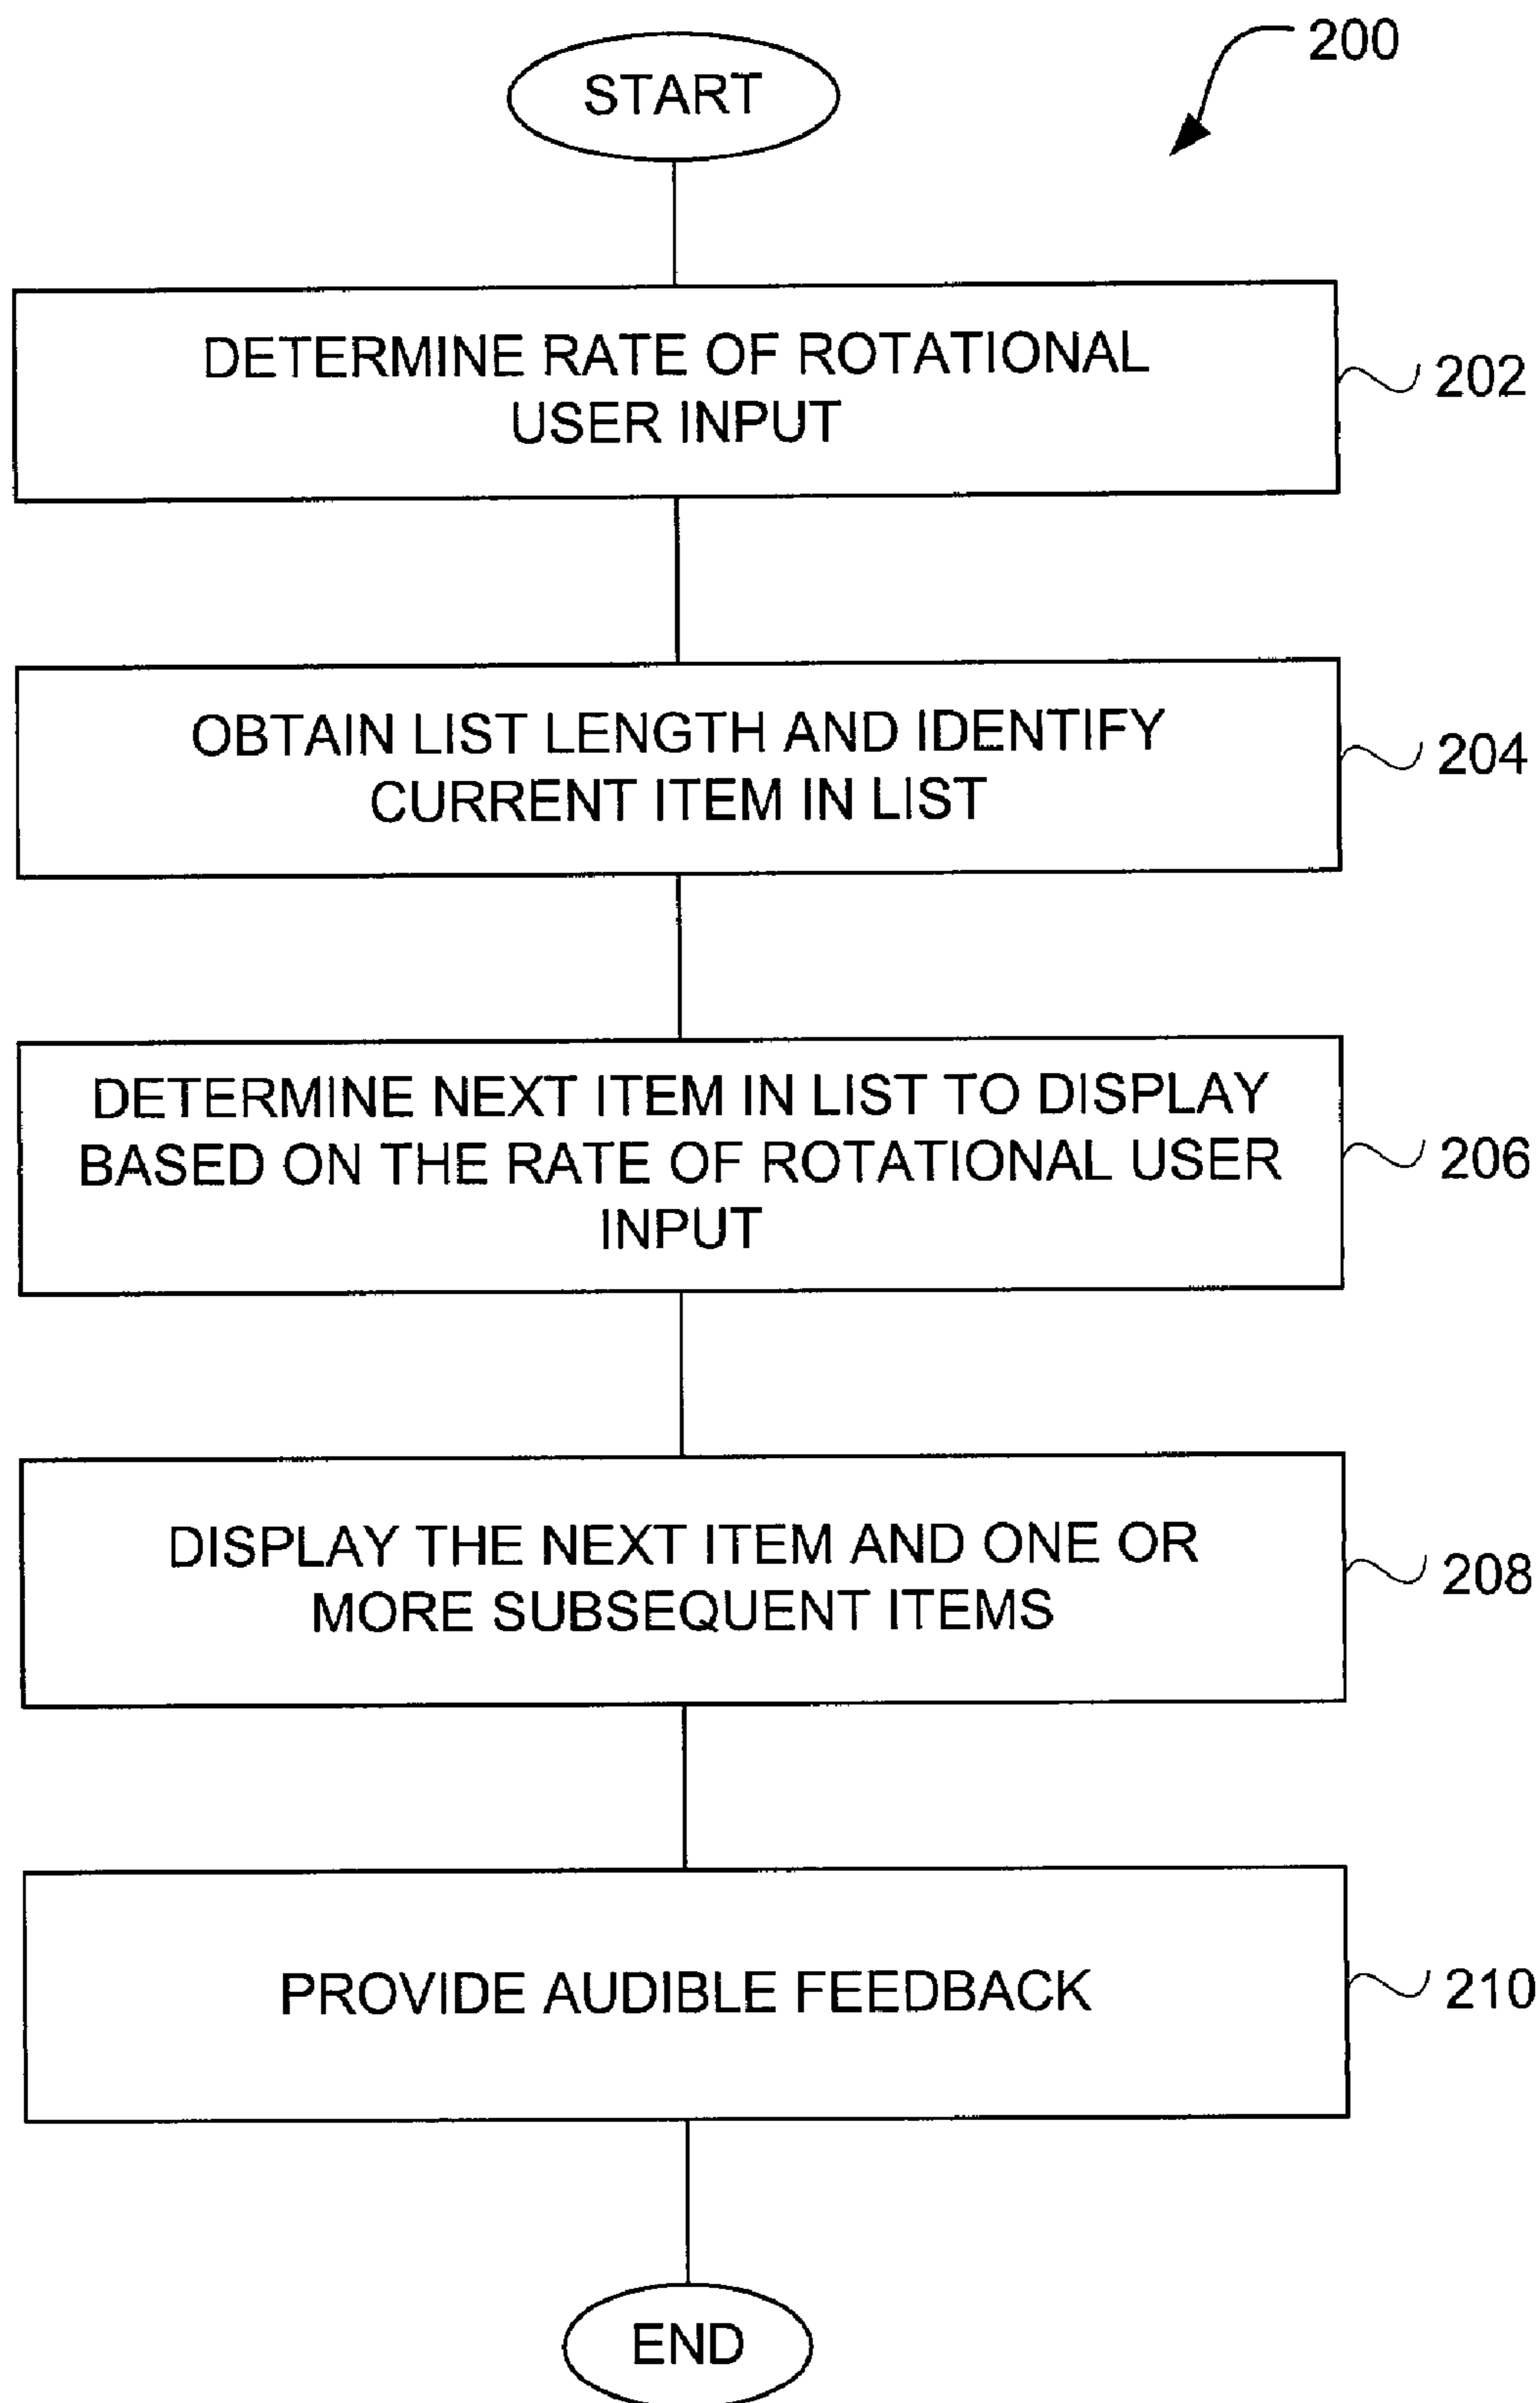 200
START
DETERMINE RATE OF ROTATIONAL
USER INPUT
202
OBTAIN LIST LENGTH AND IDENTIFY
CURRENT ITEM IN LIST
204
DETERMINE NEXT ITEM IN LIST TO DISPLAY
BASED ON THE RATE OF ROTATIONAL USER
INPUT
206
DISPLAY THE NEXT ITEM AND ONE OR
MORE SUBSEQUENT ITEMS
208
PROVIDE AUDIBLE FEEDBACK
210
END